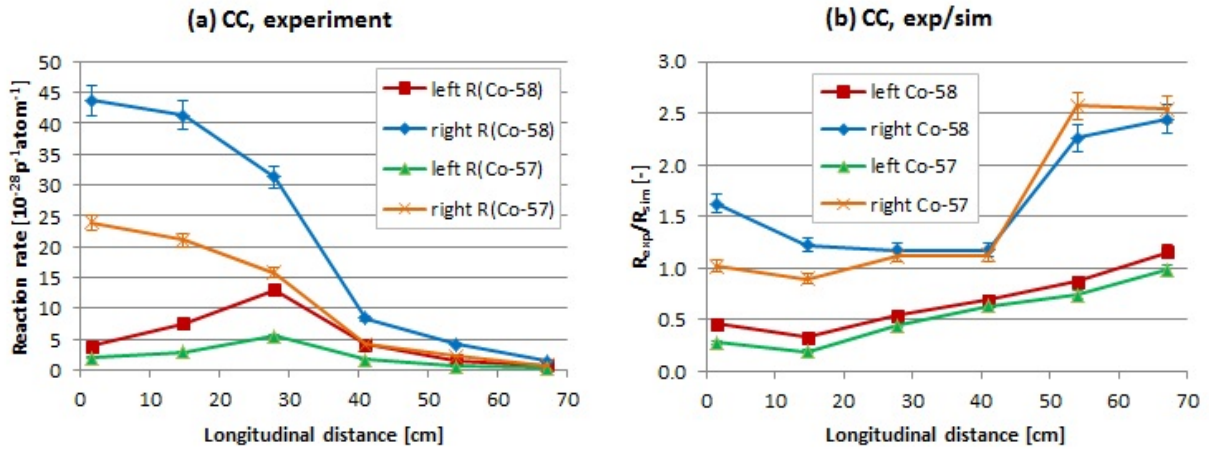 (a) CC, experiment
Reaction rate [10⁻²⁸p⁻¹atom⁻¹]
50
45
40
35
30
25
20
15
10
5
0
left R(Co-58)
right R(Co-58)
left R(Co-57)
right R(Co-57)
0 10 20 30 40 50 60 70
Longitudinal distance [cm]
(b) CC, exp/sim
R_exp/R_sim [-]
3.0
2.5
2.0
1.5
1.0
0.5
0.0
left Co-58
right Co-58
left Co-57
right Co-57
0 10 20 30 40 50 60 70
Longitudinal distance [cm]